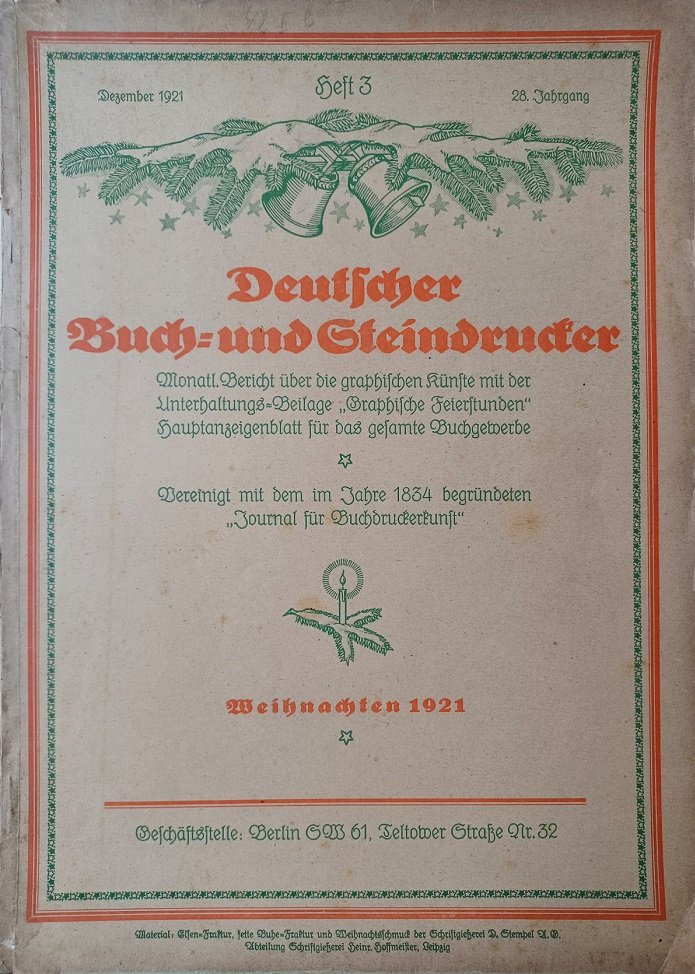 Heft 3
Dezember 1921
28. Jahrgang
Deutscher
Buch=und Steindrucker
Monatl. Bericht über die graphischen Künste mit der
Unterhaltungs=Beilage „Graphische Feierstunden“
Hauptanzeigenblatt für das gesamte Buchgewerbe
Vereinigt mit dem im Jahre 1834 begründeten
„Journal für Buchdruckerkunst“
Weihnachten 1921
Geschäftsstelle: Berlin SW 61, Teltower Straße Nr. 32
Material: Elfen=Fraktur, fette Buhe=Fraktur und Weihnachtsschmuck der Schriftgießerei D. Stempel A. G.
Abteilung Schriftgießerei Heinr. Hoffmeister, Leipzig